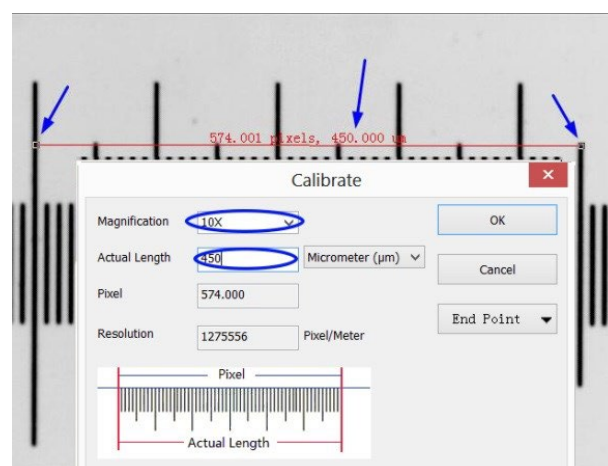 574.001 pixels, 450.000 um
Calibrate
Magnification 10X OK
Actual Length 450 Micrometer (μm) Cancel
Pixel 574.000
End Point
Resolution 1275556 Pixel/Meter
Pixel
Actual Length